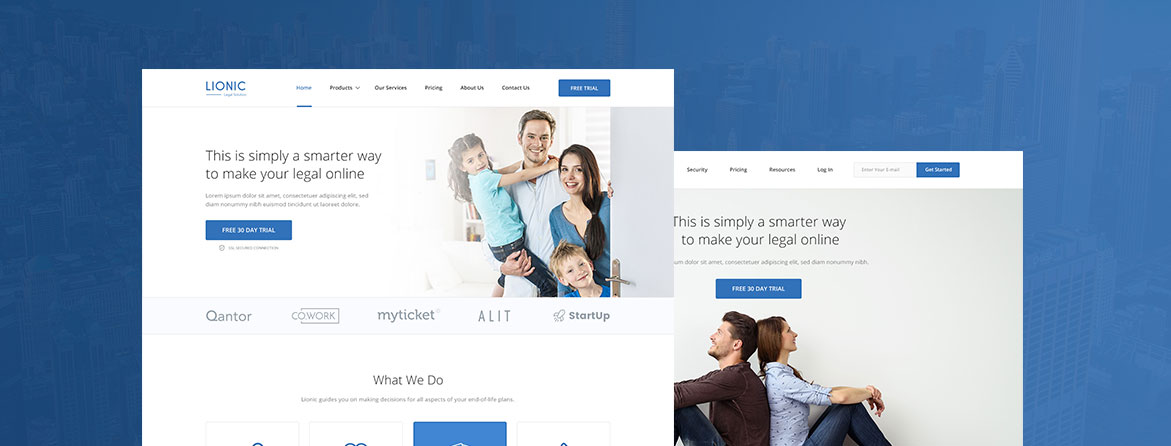 LIONIC
Legal Solution
Home
Products
Our Services
Pricing
About Us
Contact Us
FREE TRIAL
This is simply a smarter way
to make your legal online
Lorem ipsum dolor sit amet, consectetuer adipiscing elit, sed
diam nonummy nibh euismod tincidunt ut laoreet dolore.
FREE 30 DAY TRIAL
SSL SECURED CONNECTION
Qantor
COWORK
myticket
ALIT
StartUp
What We Do
Lionic guides you on making decisions for all aspects of your end-of-life plans.
Security
Pricing
Resources
Log In
Enter Your E-mail
Get Started
This is simply a smarter way
to make your legal online
dolor sit amet, consectetuer adipiscing elit, sed diam nonummy nibh,
FREE 30 DAY TRIAL